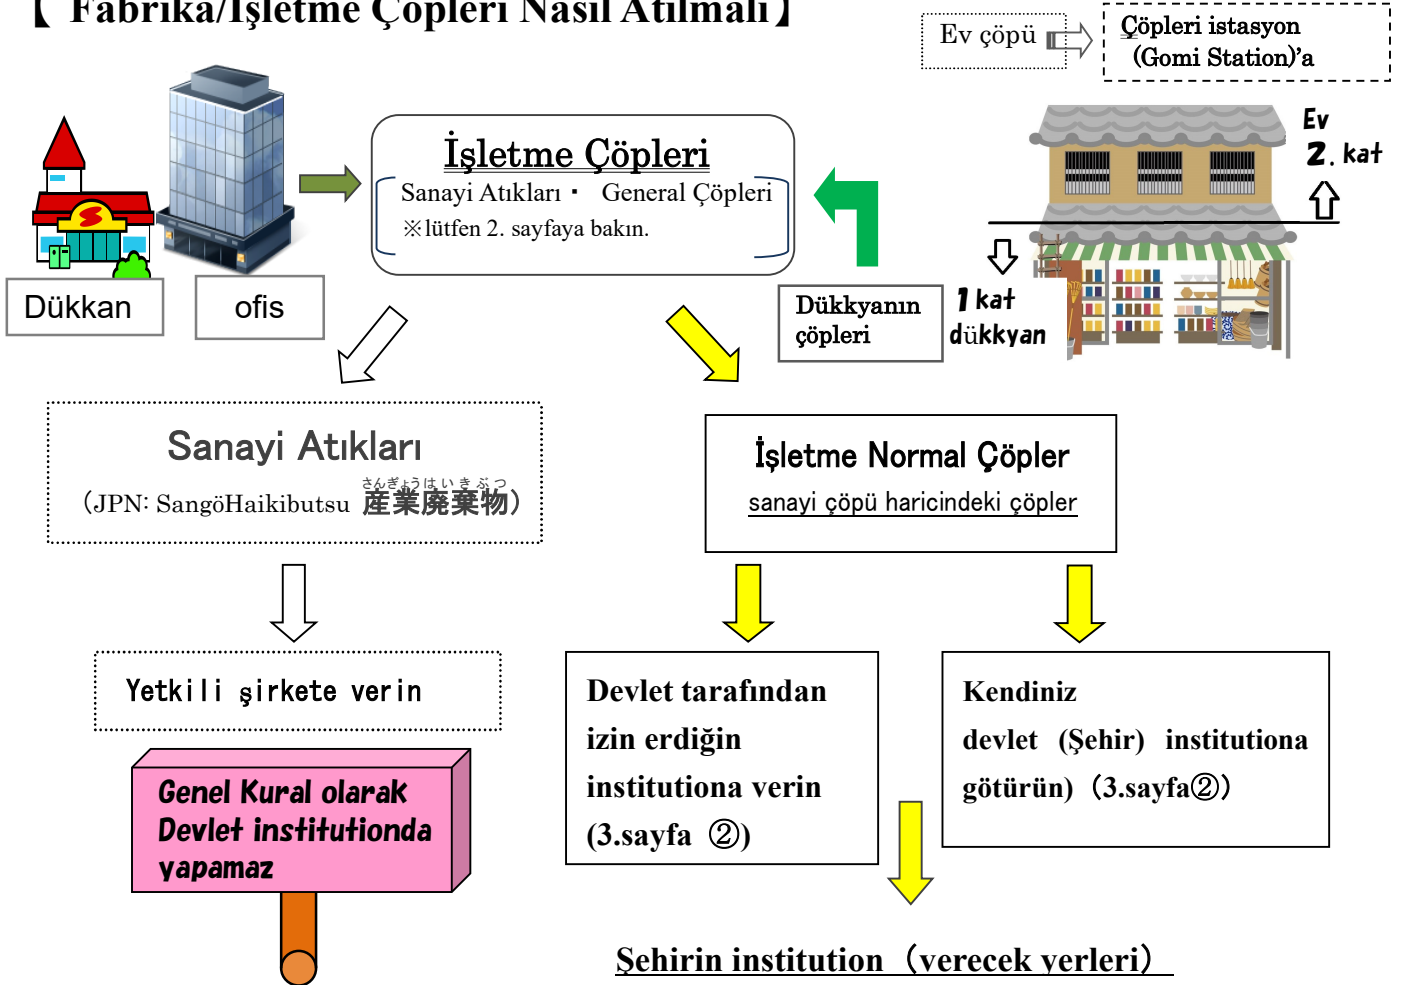 【 Fabrika/İşletme Çöpleri Nasıl Atılmalı】
Ev çöpü
Çöpleri istasyon
(Gomi Station)’a
İşletme Çöpleri
Sanayi Atıkları ・ General Çöpleri
※lütfen 2. sayfaya bakın.
Ev
2. kat
Dükkan
ofis
Dükkyanın
çöpleri
1 kat
dükkyan
Sanayi Atıkları
さんぎょうはいきぶつ
（JPN: SangöHaikibutsu 産業廃棄物）
İşletme Normal Çöpler
sanayi çöpü haricindeki çöpler
Yetkili şirkete verin
Genel Kural olarak
Devlet institutionda
yapamaz
Devlet tarafından
izin erdiğin
institutiona verin
(3.sayfa ②)
Kendiniz
devlet (Şehir) institutiona
götürün)（3.sayfa②）
Şehirin institution（verecek yerleri）